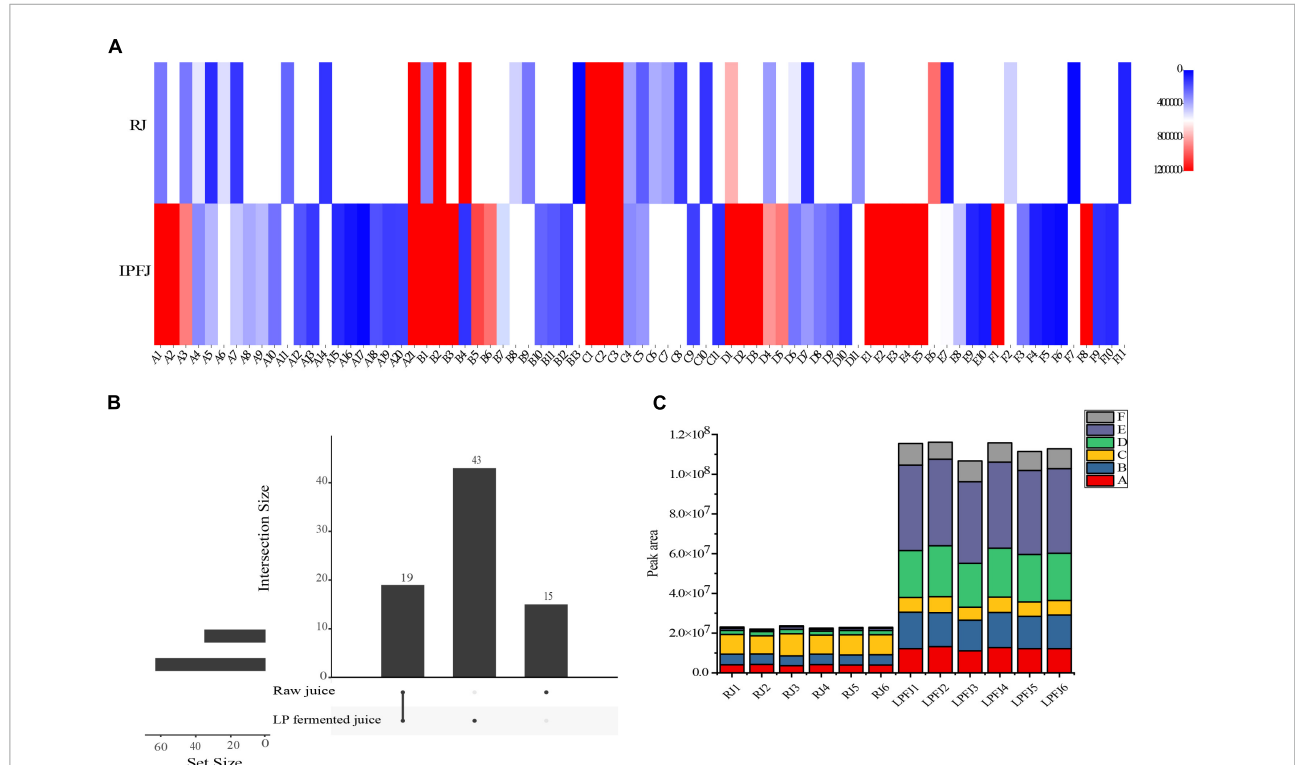 A
RJ
IPFJ
0
400000
800000
1200000
A1 A2 A3 A4 A5 A6 A7 A8 A9 A10 A11 A12 A13 A14 A15 A16 A17 A18 A19 A20 A21 B1 B2 B3 B4 B5 B6 B7 B8 B9 B10 B11 B12 B13 C1 C2 C3 C4 C5 C6 C7 C8 C9 C10 C11 D1 D2 D3 D4 D5 D6 D7 D8 D9 D10 D11 E1 E2 E3 E4 E5 E6 E7 E8 E9 E10 F1 F2 F3 F4 F5 F6 F7 F8 F9 F10 F11
B
Intersection Size
40
30
20
10
0
19
43
15
Raw juice
LP fermented juice
60 40 20 0
Set Size
C
Peak area
1.2×10⁸
1.0×10⁸
8.0×10⁷
6.0×10⁷
4.0×10⁷
2.0×10⁷
0.0
RJ1 RJ2 RJ3 RJ4 RJ5 RJ6 LPFJ1 LPFJ2 LPFJ3 LPFJ4 LPFJ5 LPFJ6
F
E
D
C
B
A